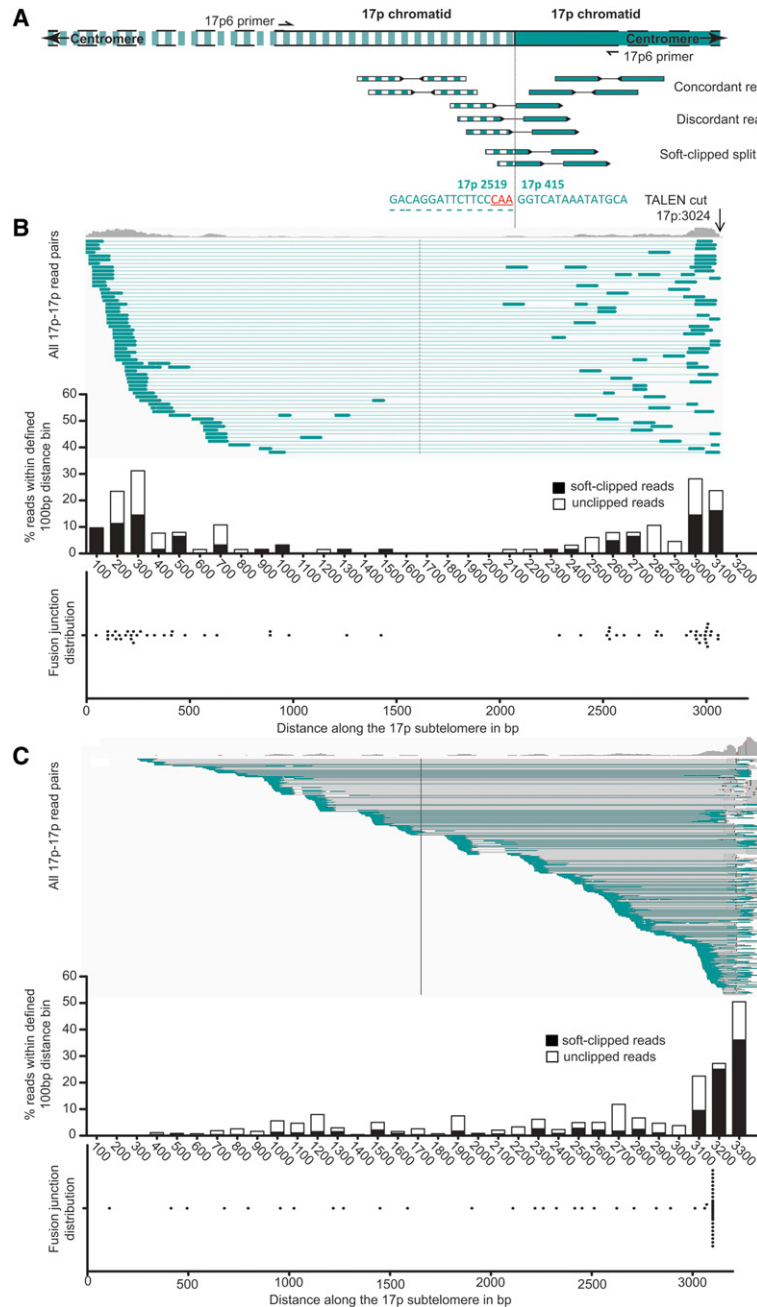 A
17p6 primer
17p chromatid
17p chromatid
Centromere
Centromere
17p6 primer
Concordant re
Discordant rea
Soft-clipped split
17p 2519
17p 415
GACAGGATTCTTCCCAA
GGTCATAAATATGCA
TALEN cut
17p:3024
B
All 17p-17p read pairs
60
50
40
% reads within defined
100bp distance bin
30
20
10
0
soft-clipped reads
unclipped reads
100
200
300
400
500
600
700
800
900
1000
1100
1200
1300
1400
1500
1600
1700
1800
1900
2000
2100
2200
2300
2400
2500
2600
2700
2800
2900
3000
3100
3200
Fusion junction
distribution
0
500
1000
1500
2000
2500
3000
Distance along the 17p subtelomere in bp
C
All 17p-17p read pairs
60
50
40
30
20
10
0
% reads within defined
100bp distance bin
soft-clipped reads
unclipped reads
100
200
300
400
500
600
700
800
900
1000
1100
1200
1300
1400
1500
1600
1700
1800
1900
2000
2100
2200
2300
2400
2500
2600
2700
2800
2900
3000
3100
3200
3300
Fusion junction
distribution
0
500
1000
1500
2000
2500
3000
Distance along the 17p subtelomere in bp